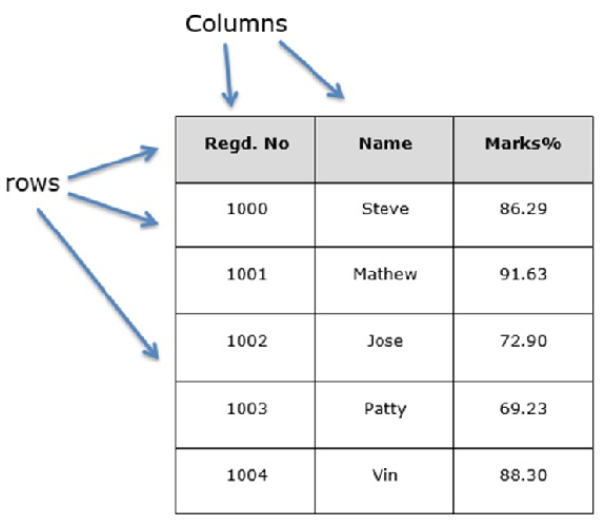 Columns
rows
Regd. No Name Marks%
1000 Steve 86.29
1001 Mathew 91.63
1002 Jose 72.90
1003 Patty 69.23
1004 Vin 88.30